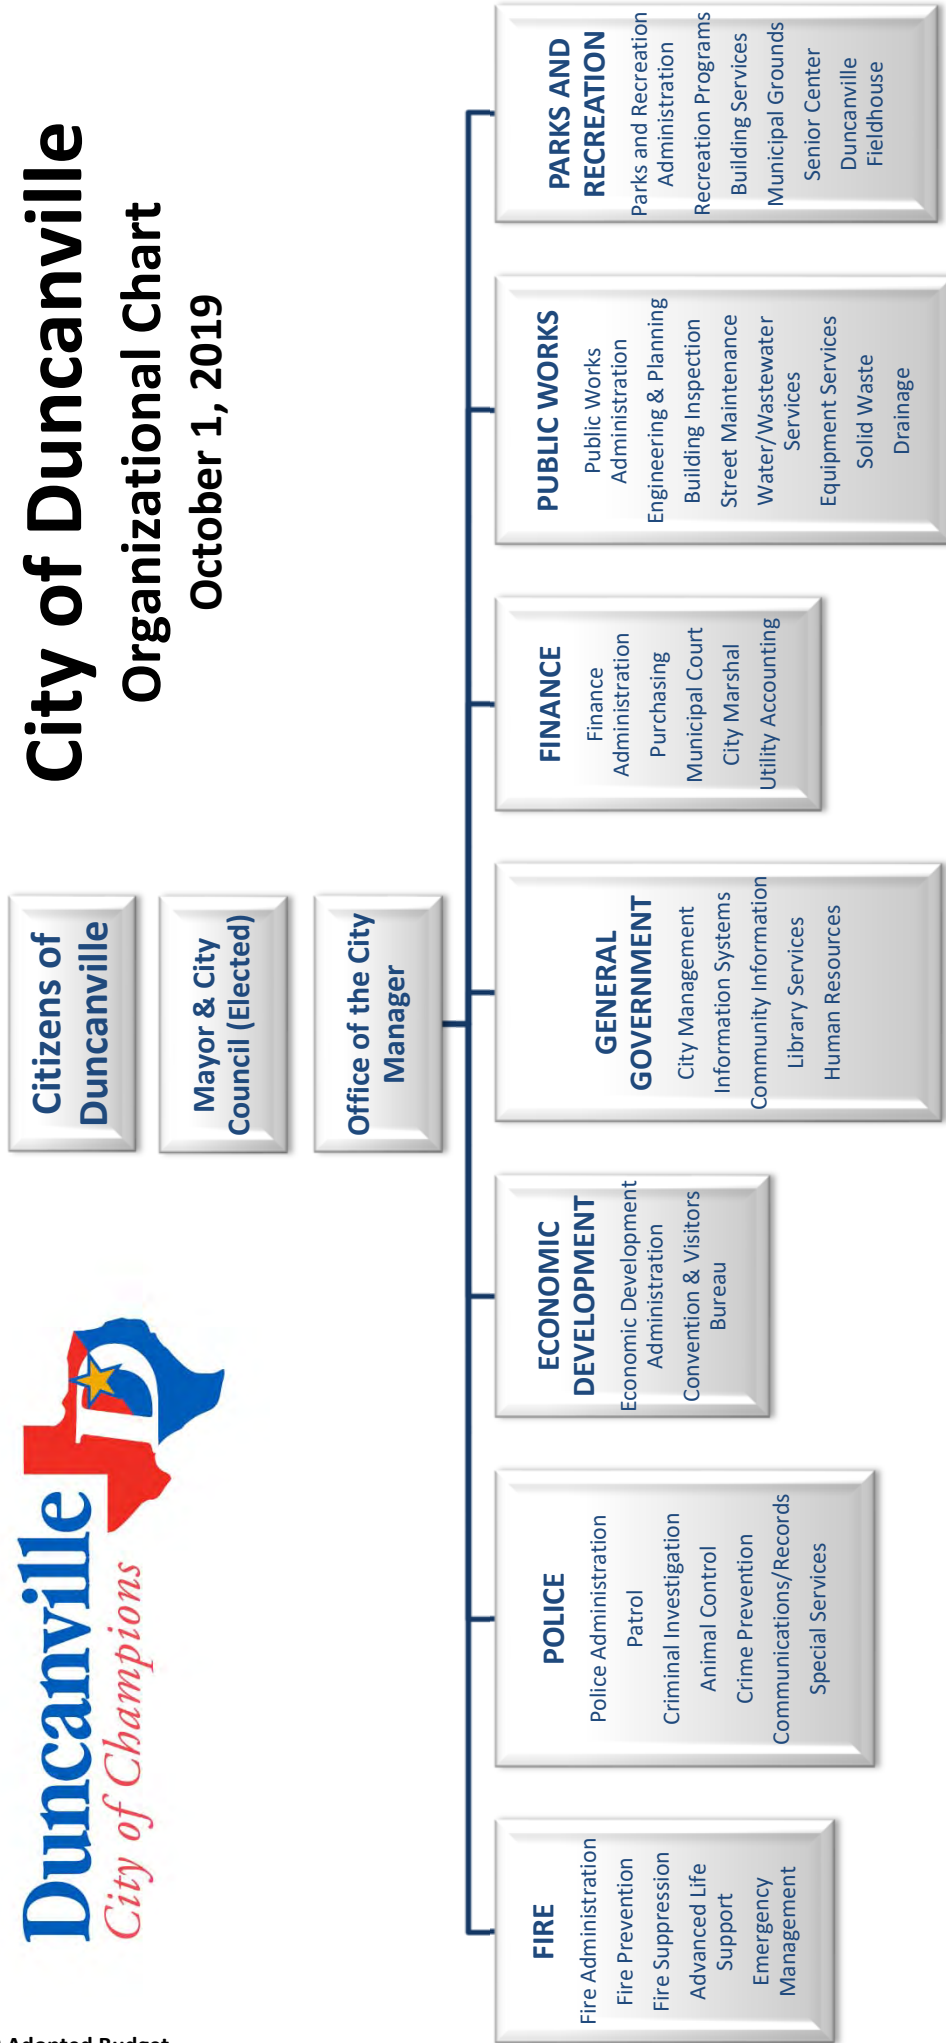 Duncanville
City of Champions
City of Duncanville
Organizational Chart
October 1, 2019
Citizens of
Duncanville
Mayor & City
Council (Elected)
Office of the City
Manager
FIRE
Fire Administration
Fire Prevention
Fire Suppression
Advanced Life
Support
Emergency
Management
POLICE
Police Administration
Patrol
Criminal Investigation
Animal Control
Crime Prevention
Communications/Records
Special Services
ECONOMIC
DEVELOPMENT
Economic Development
Administration
Convention & Visitors
Bureau
GENERAL
GOVERNMENT
City Management
Information Systems
Community Information
Library Services
Human Resources
FINANCE
Finance
Administration
Purchasing
Municipal Court
City Marshal
Utility Accounting
PUBLIC WORKS
Public Works
Administration
Engineering & Planning
Building Inspection
Street Maintenance
Water/Wastewater
Services
Equipment Services
Solid Waste
Drainage
PARKS AND
RECREATION
Parks and Recreation
Administration
Recreation Programs
Building Services
Municipal Grounds
Senior Center
Duncanville
Fieldhouse
Adopted Budget